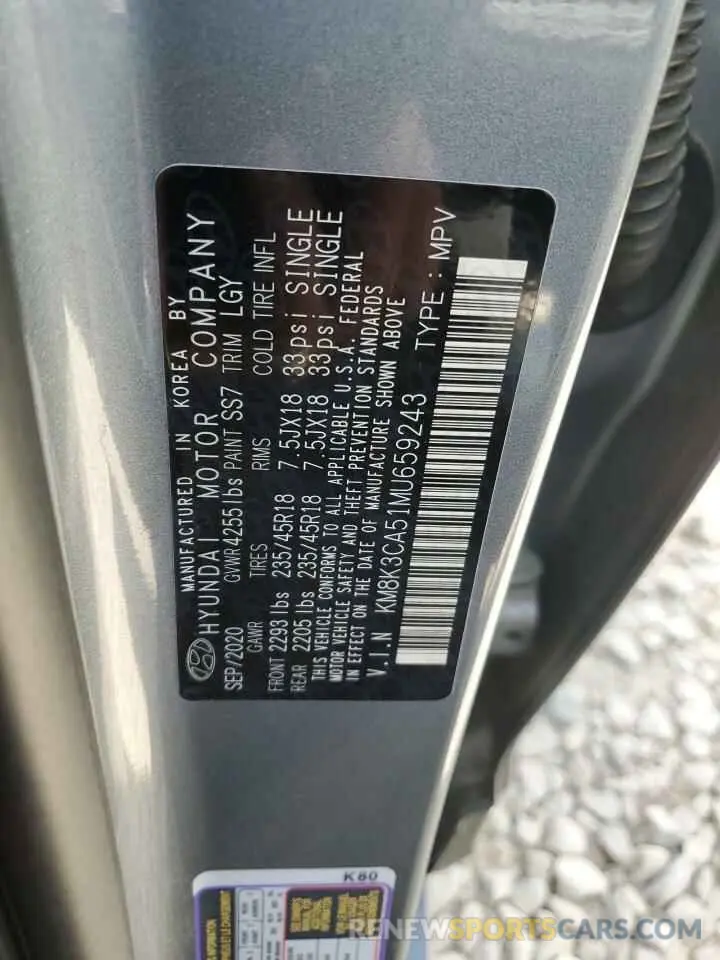 MANUFACTURED IN KOREA BY
HYUNDAI MOTOR COMPANY
SEP/2020 GVWR 4255 lbs PAINT SS7 TRIM LGY
GAWR TIRES RIMS COLD TIRE INFL
FRONT 2293 lbs 235/45R18 7.5JX18 33psi SINGLE
REAR 2205 lbs 235/45R18 7.5JX18 33psi SINGLE
THIS VEHICLE CONFORMS TO ALL APPLICABLE U.S.A. FEDERAL
MOTOR VEHICLE SAFETY AND THEFT PREVENTION STANDARDS
IN EFFECT ON THE DATE OF MANUFACTURE SHOWN ABOVE
V.I.N KM8K3CA51MU659243 TYPE : MPV
K80
RENEWSPORTSCARS.COM